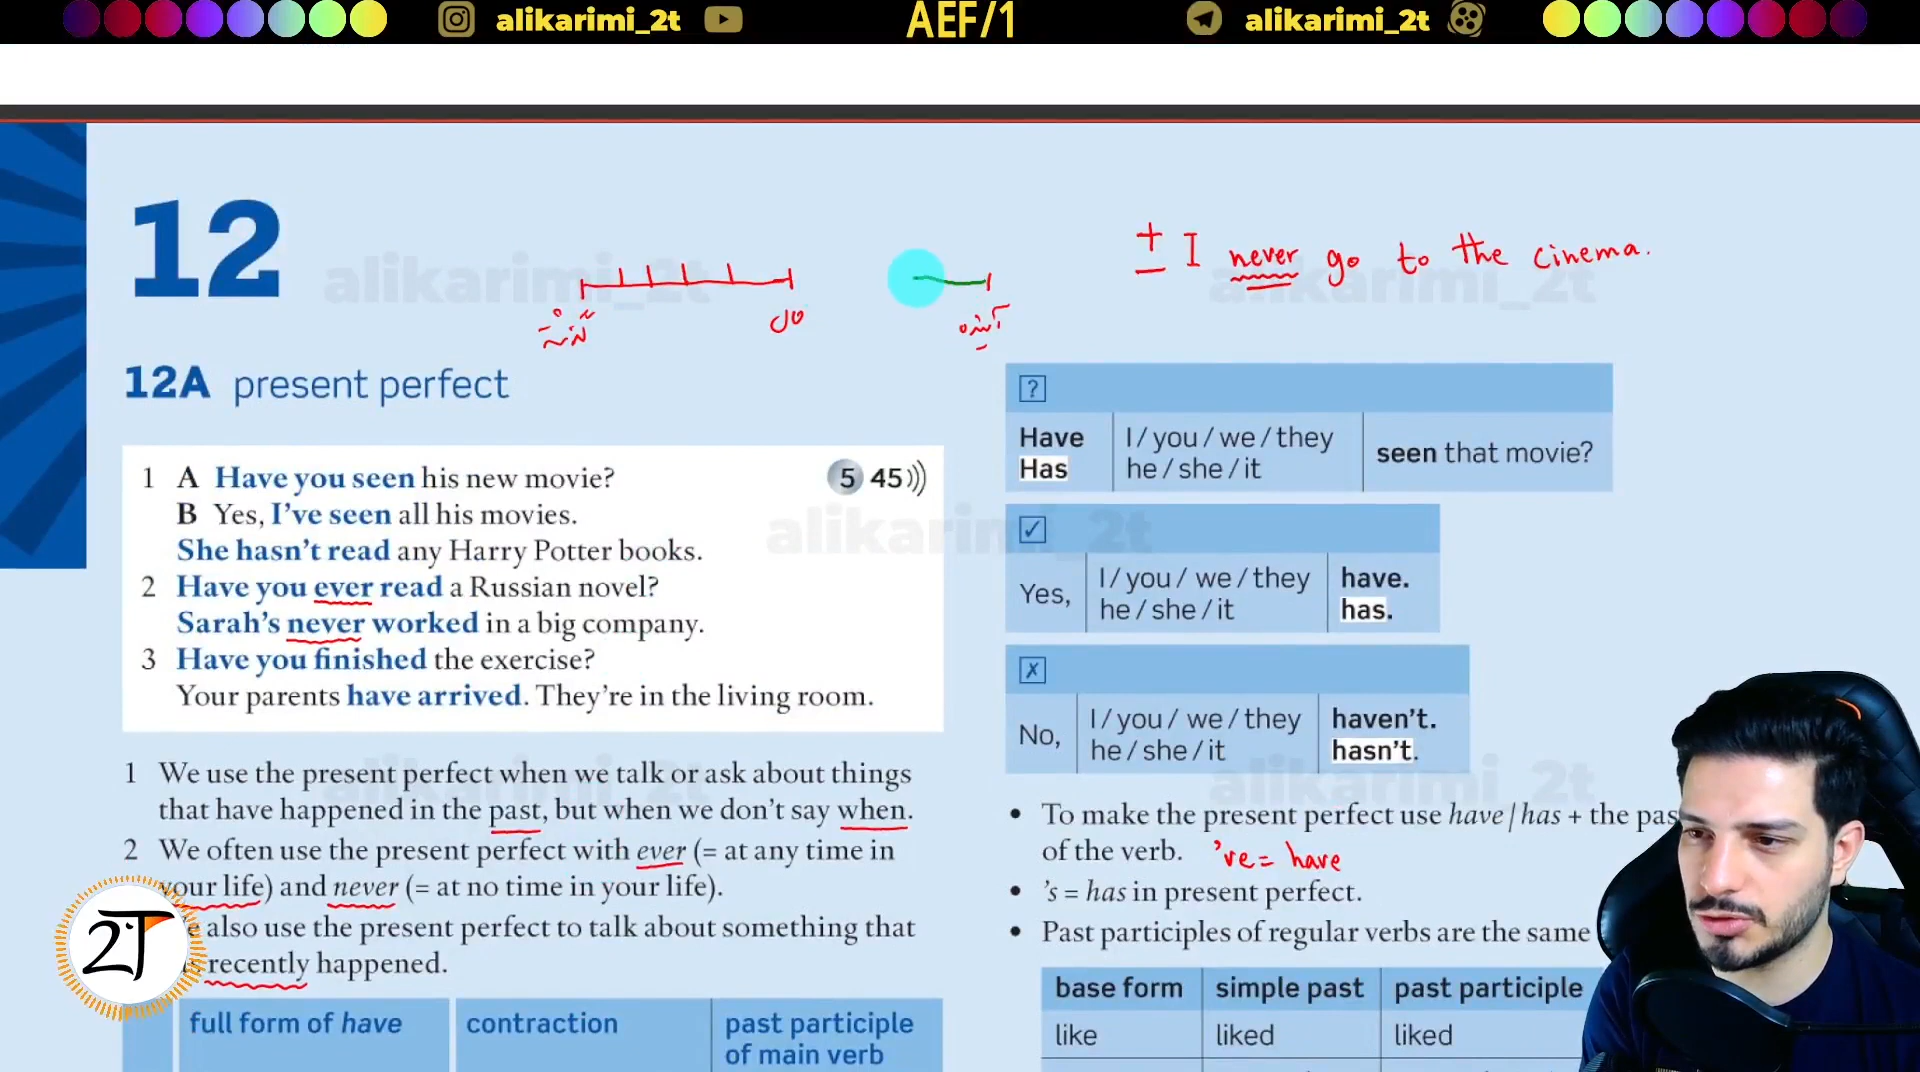 alikarimi_2t
AEF/1
alikarimi_2t
12
± I never go to the cinema.
گذشته
حال
آینده
12A present perfect
1 A Have you seen his new movie?
5 45
B Yes, I've seen all his movies.
She hasn't read any Harry Potter books.
2 Have you ever read a Russian novel?
Sarah's never worked in a big company.
3 Have you finished the exercise?
Your parents have arrived. They're in the living room.
1 We use the present perfect when we talk or ask about things
that have happened in the past, but when we don't say when.
2 We often use the present perfect with ever (= at any time in
your life) and never (= at no time in your life).
also use the present perfect to talk about something that
recently happened.
full form of have
contraction
past participle
of main verb
?
Have
Has
I / you / we / they
he / she / it
seen that movie?
✓
Yes,
I / you / we / they
he / she / it
have.
has.
✗
No,
I / you / we / they
he / she / it
haven't.
hasn't.
• To make the present perfect use have / has + the pas
of the verb. 've = have
• 's = has in present perfect.
• Past participles of regular verbs are the same
base form
simple past
past participle
like
liked
liked
2T
alikarimi_2t
alikarimi_2t
alikarimi_2t
alikarimi_2t
alikarimi_2t